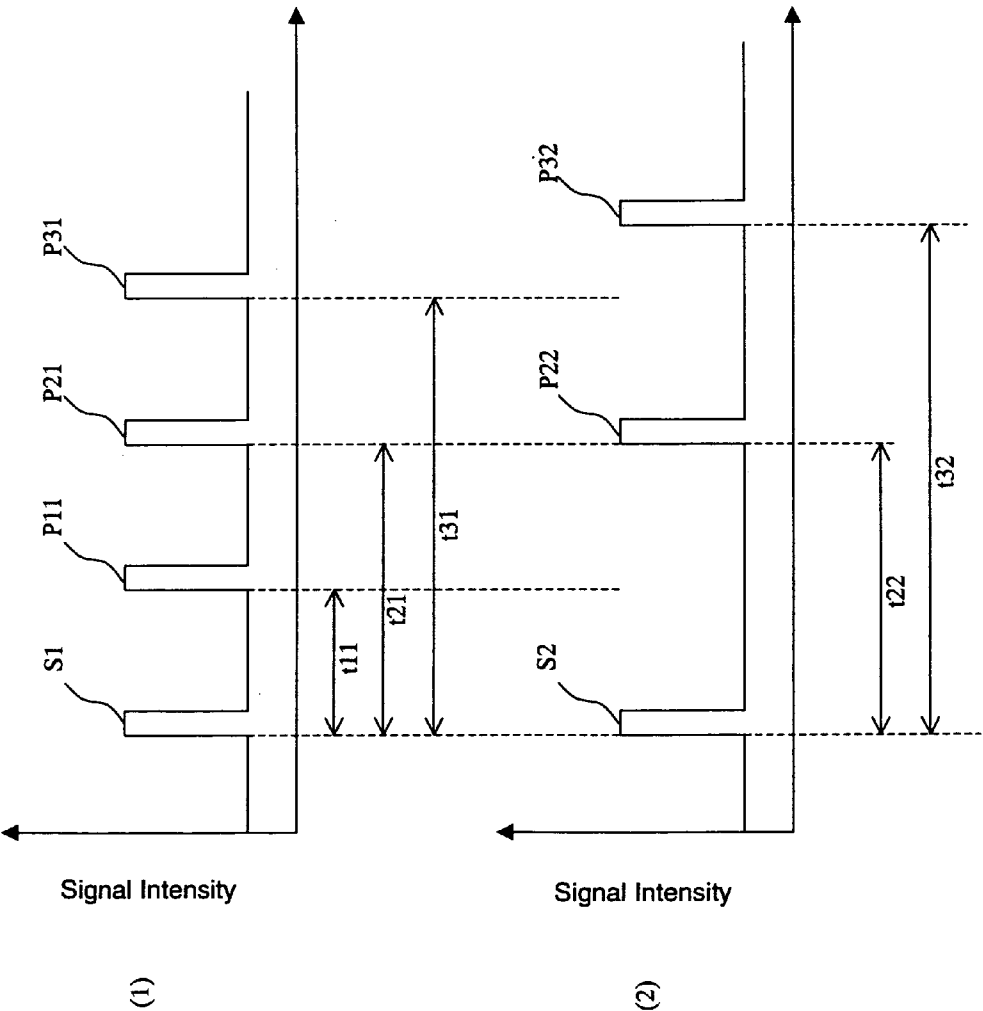 (1)
Signal Intensity
S1
P11
P21
P31
t11
t21
t31
(2)
Signal Intensity
S2
P22
P32
t22
t32